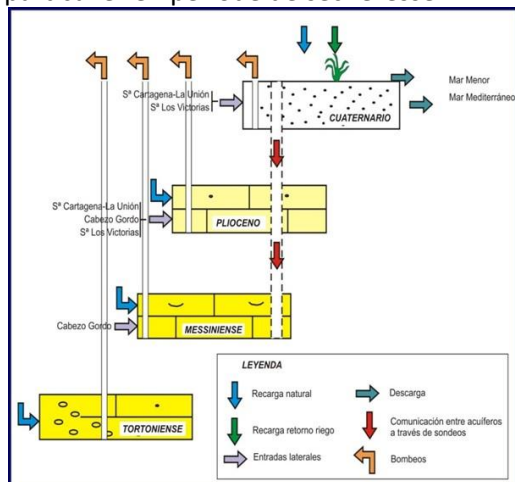 Sª Cartagena-La Unión
Sª Los Victorias
CUATERNARIO
Mar Menor
Mar Mediterráneo
Sª Cartagena-La Unión
Cabezo Gordo
Sª Los Victorias
PLIOCENO
Cabezo Gordo
MESSINIENSE
TORTONIENSE
LEYENDA
Recarga natural
Descarga
Recarga retorno riego
Comunicación entre acuíferos
a través de sondeos
Entradas laterales
Bombeos